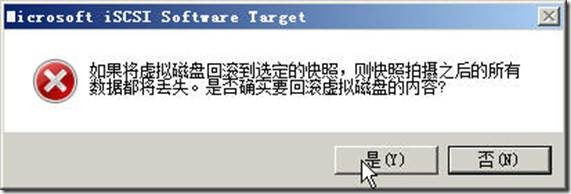 Microsoft iSCSI Software Target
如果将虚拟磁盘回滚到选定的快照，则快照拍摄之后的所有
数据都将丢失。是否确实要回滚虚拟磁盘的内容?
是(Y)
否(N)